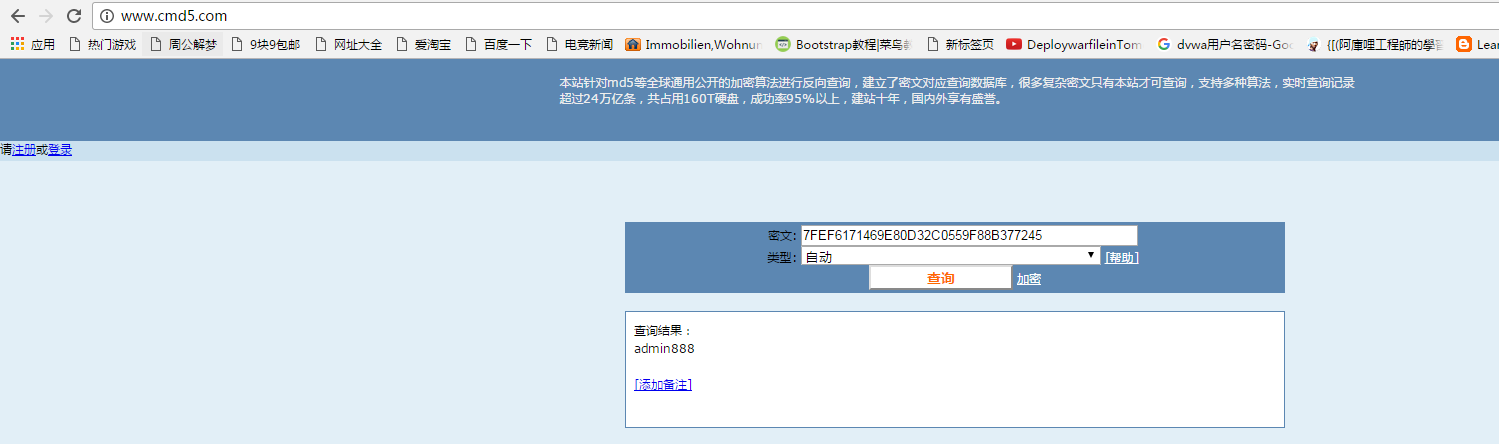 www.cmd5.com
应用 热门游戏 周公解梦 9块9包邮 网址大全 爱淘宝 百度一下 电竞新闻 Immobilien,Wohnun Bootstrap教程|菜鸟 新标签页 DeploywarfileinTom dvwa用户名密码-Goo {[(阿庫哩工程師的學習 Lear
本站针对md5等全球通用公开的加密算法进行反向查询，建立了密文对应查询数据库，很多复杂密文只有本站才可查询，支持多种算法，实时查询记录
超过24万亿条，共占用160T硬盘，成功率95%以上，建站十年，国内外享有盛誉。
请注册或登录
密文: 7FEF6171469E80D32C0559F88B377245
类型: 自动 [帮助]
查询 加密
查询结果：
admin888
[添加备注]